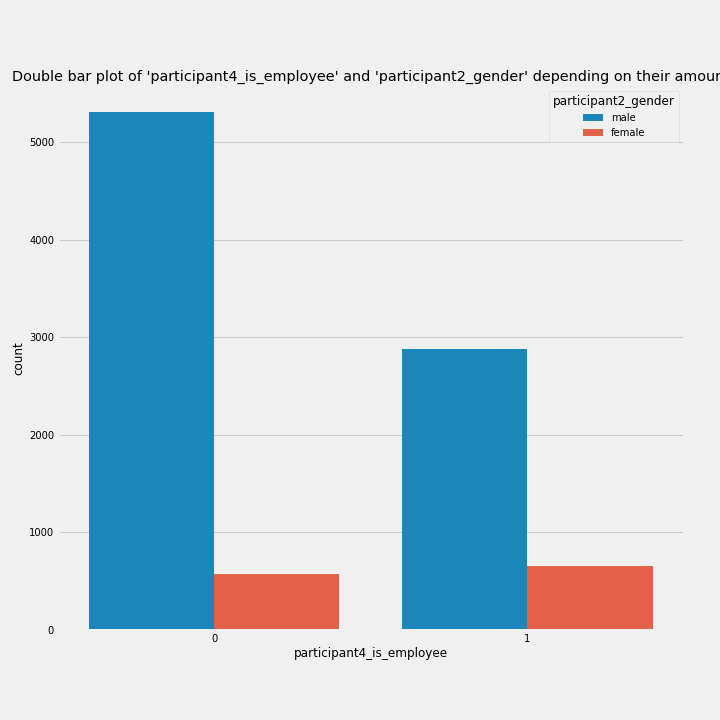 Double bar plot of 'participant4_is_employee' and 'participant2_gender' depending on their
participant2_gender
male
female
5000
4000
3000
2000
1000
0
count
0 1
participant4_is_employee